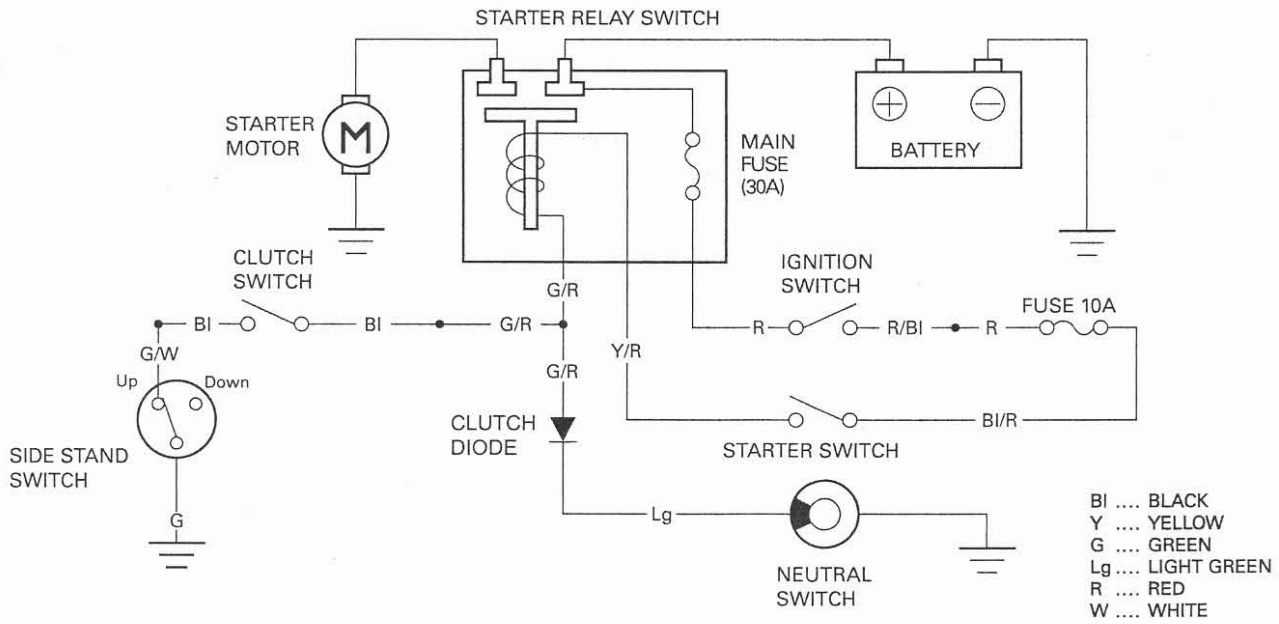 STARTER RELAY SWITCH
STARTER
MOTOR
M
MAIN
FUSE
(30A)
+
−
BATTERY
CLUTCH
SWITCH
IGNITION
SWITCH
FUSE 10A
G/R
Bl
Bl
G/R
R
R/Bl
R
G/W
Y/R
G/R
Up
Down
CLUTCH
DIODE
Bl/R
STARTER SWITCH
SIDE STAND
SWITCH
G
Lg
NEUTRAL
SWITCH
Bl .... BLACK
Y .... YELLOW
G .... GREEN
Lg .... LIGHT GREEN
R .... RED
W .... WHITE